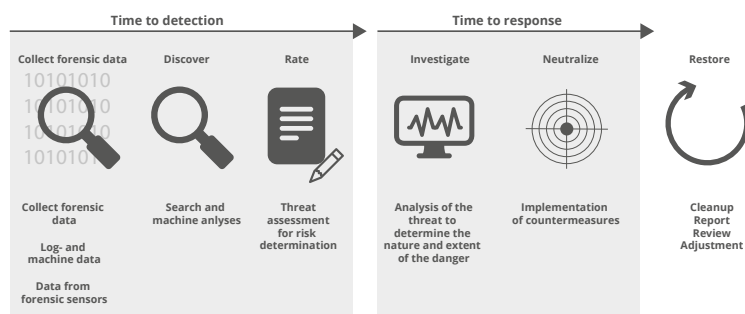 Time to detection
Time to response
Collect forensic data
Discover
Rate
Investigate
Neutralize
Restore
10101010
10101010
10101010
10101010
Collect forensic
data
Log- and
machine data
Data from
forensic sensors
Search and
machine anlyses
Threat
assessment
for risk
determination
Analysis of the
threat to
determine the
nature and extent
of the danger
Implementation
of countermeasures
Cleanup
Report
Review
Adjustment